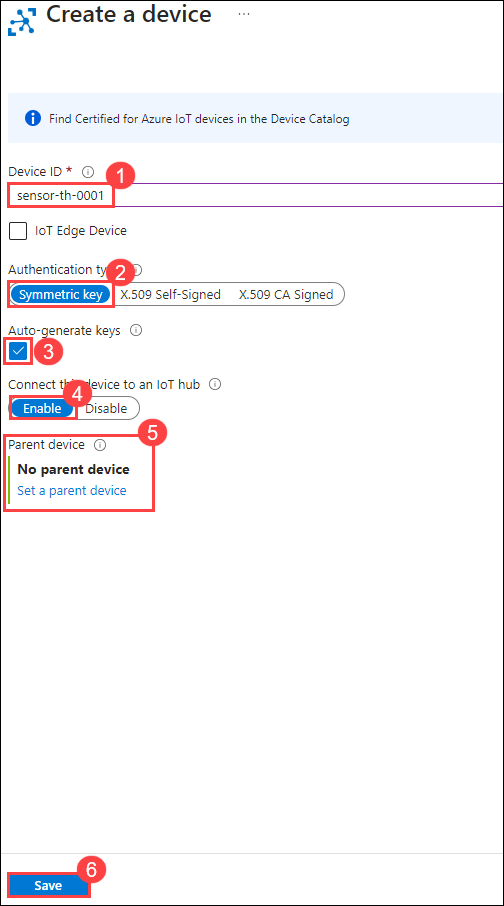 Create a device ...
Find Certified for Azure IoT devices in the Device Catalog
Device ID *
1
sensor-th-0001
IoT Edge Device
Authentication ty
2
Symmetric key X.509 Self-Signed X.509 CA Signed
Auto-generate keys
3
Connect this device to an IoT hub
4
Enable Disable
5
Parent device
No parent device
Set a parent device
6
Save